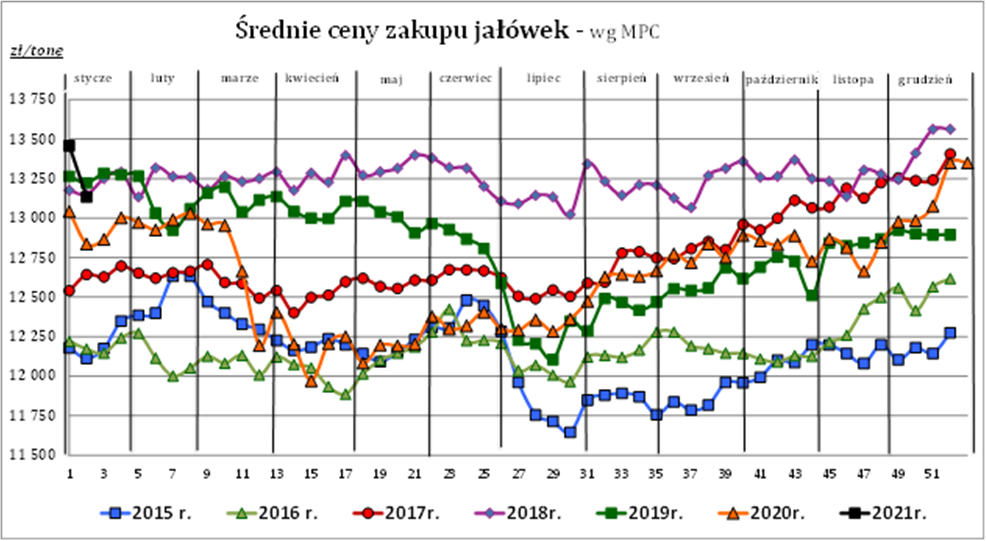 Średnie ceny zakupu jałówek - wg MPC
zł/tonę
stycze luty marze kwiecień maj czerwiec lipiec sierpień wrzesień październik listopa grudzień
13 750
13 500
13 250
13 000
12 750
12 500
12 250
12 000
11 750
11 500
1 3 5 7 9 11 13 15 17 19 21 23 25 27 29 31 33 35 37 39 41 43 45 47 49 51
2015 r. 2016 r. 2017r. 2018r. 2019r. 2020r. 2021r.